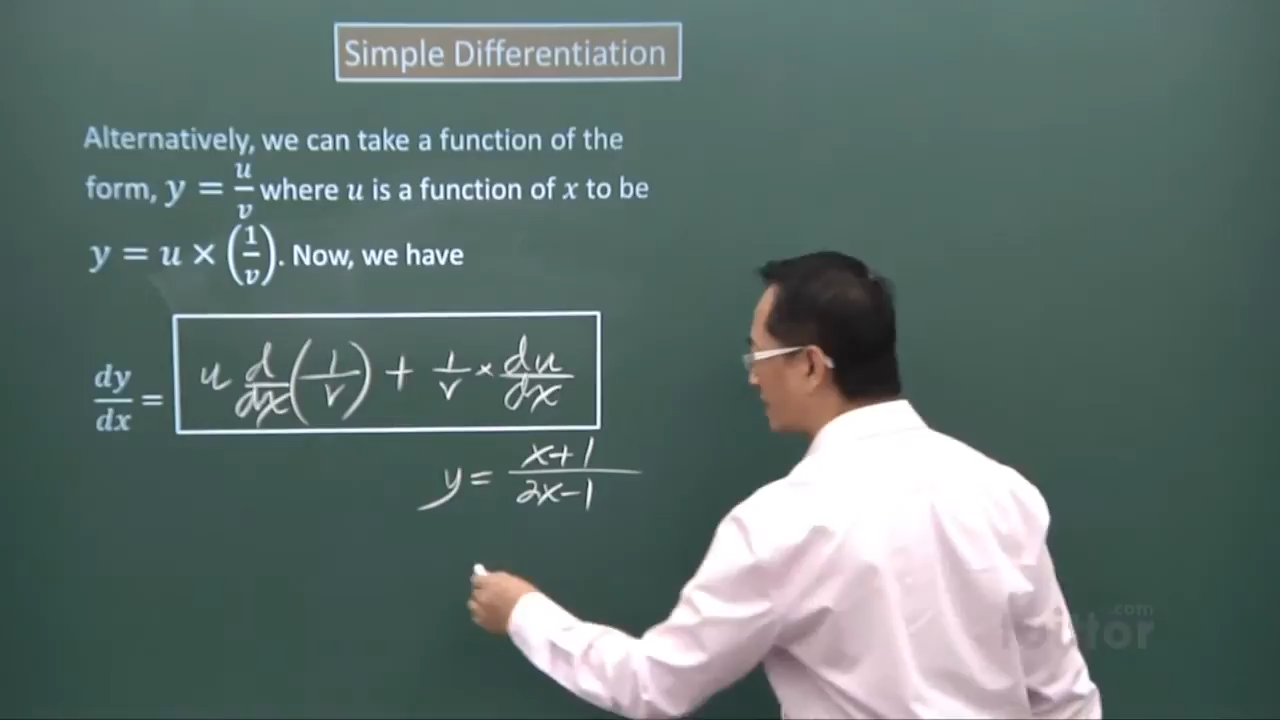 Simple Differentiation
Alternatively, we can take a function of the
form, y = u/v where u is a function of x to be
y = u × (1/v). Now, we have
dy/dx = u d/dx (1/v) + 1/v × du/dx
y = x+1/2x-1
.com